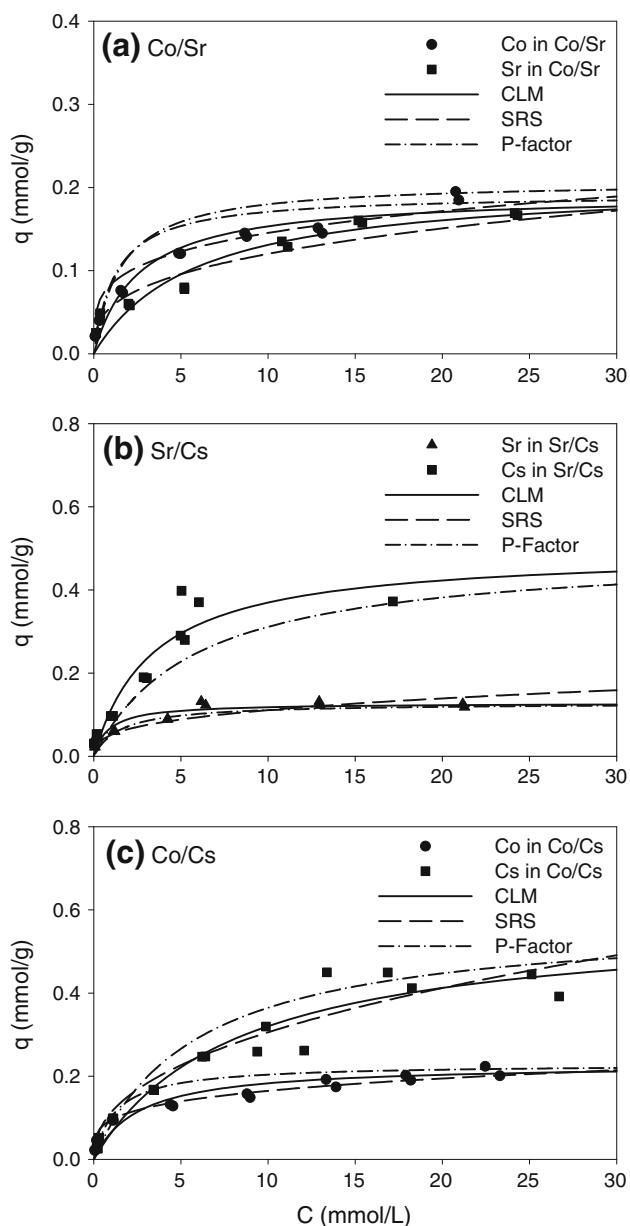 (a) Co/Sr
Co in Co/Sr
Sr in Co/Sr
CLM
SRS
P-factor
q (mmol/g)
0.4
0.3
0.2
0.1
0.0
0 5 10 15 20 25 30
(b) Sr/Cs
Sr in Sr/Cs
Cs in Sr/Cs
CLM
SRS
P-Factor
q (mmol/g)
0.8
0.6
0.4
0.2
0.0
0 5 10 15 20 25 30
(c) Co/Cs
Co in Co/Cs
Cs in Co/Cs
CLM
SRS
P-Factor
q (mmol/g)
0.8
0.6
0.4
0.2
0.0
0 5 10 15 20 25 30
C (mmol/L)